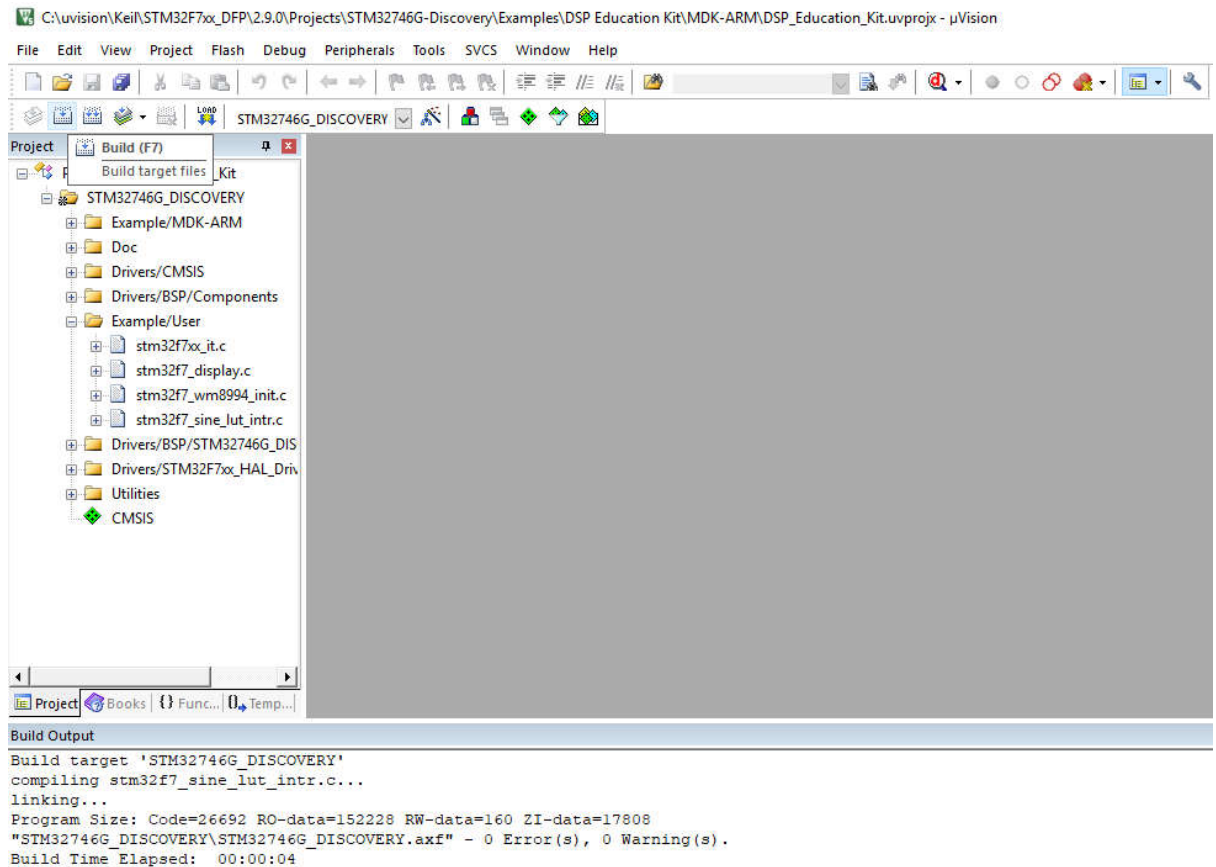 C:\uvision\Keil\STM32F7xx_DFP\2.9.0\Projects\STM32746G-Discovery\Examples\DSP Education Kit\MDK-ARM\DSP_Education_Kit.uvprojx - µVision
File Edit View Project Flash Debug Peripherals Tools SVCS Window Help
LOAD STM32746G_DISCOVERY
Project
Build (F7)
Build target files
_Kit
STM32746G_DISCOVERY
Example/MDK-ARM
Doc
Drivers/CMSIS
Drivers/BSP/Components
Example/User
stm32f7xx_it.c
stm32f7_display.c
stm32f7_wm8994_init.c
stm32f7_sine_lut_intr.c
Drivers/BSP/STM32746G_DIS
Drivers/STM32F7xx_HAL_Driv
Utilities
CMSIS
Project Books {} Func... 0 Temp...
Build Output
Build target 'STM32746G_DISCOVERY'
compiling stm32f7_sine_lut_intr.c...
linking...
Program Size: Code=26692 RO-data=152228 RW-data=160 ZI-data=17808
"STM32746G_DISCOVERY\STM32746G_DISCOVERY.axf" - 0 Error(s), 0 Warning(s).
Build Time Elapsed: 00:00:04